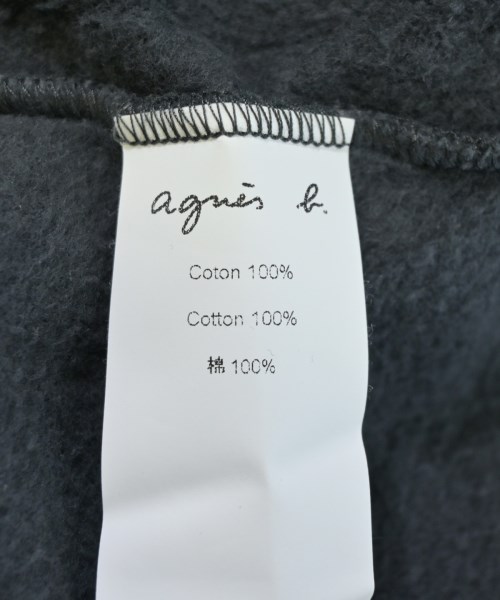 agnès b.
Coton 100%
Cotton 100%
棉 100%